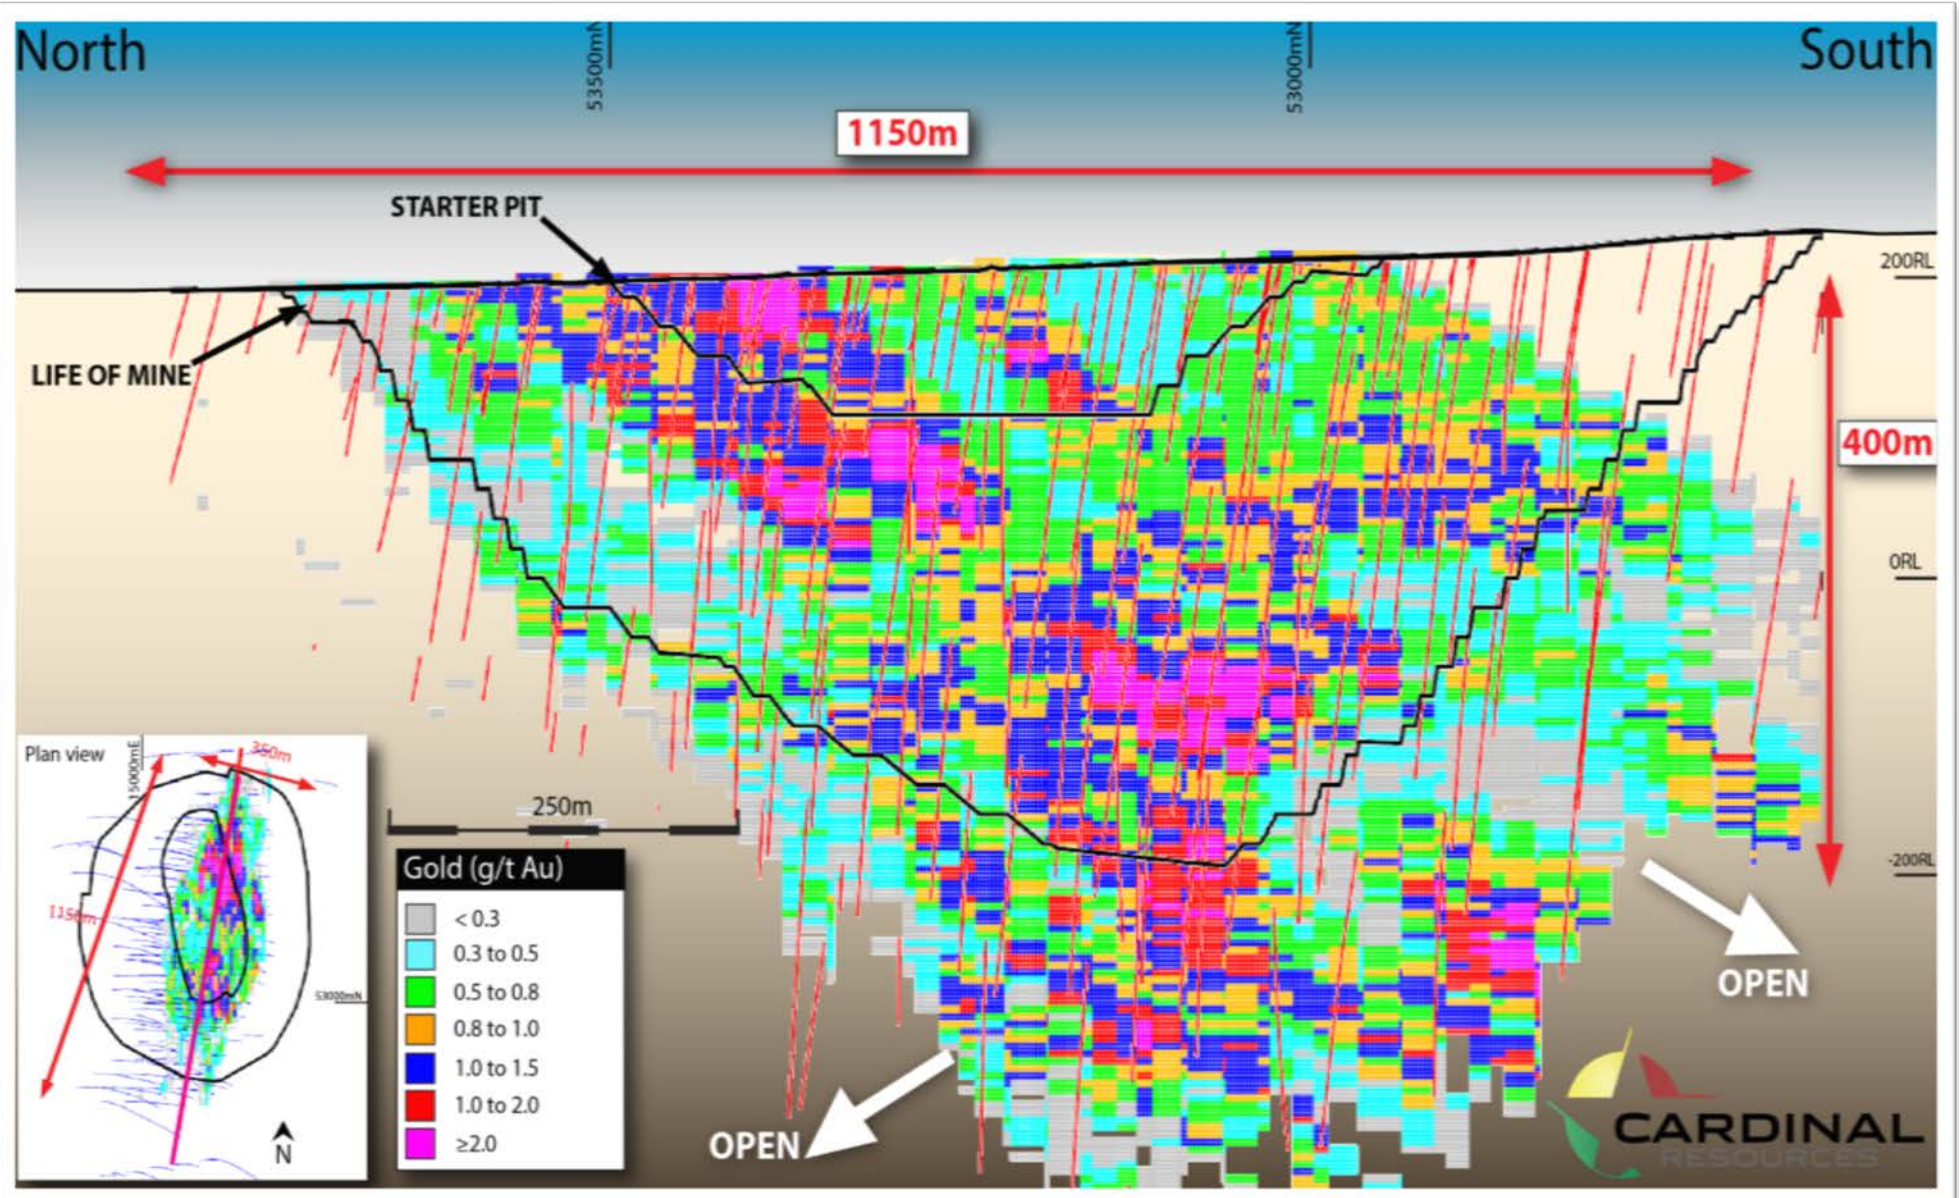 North
53500mN
53000mN
South
1150m
STARTER PIT
200RL
LIFE OF MINE
400m
0RL
-200RL
Plan view
15000mE
350m
1150m
53000mN
N
250m
Gold (g/t Au)
< 0.3
0.3 to 0.5
0.5 to 0.8
0.8 to 1.0
1.0 to 1.5
1.0 to 2.0
≥2.0
OPEN
OPEN
CARDINAL
RESOURCES